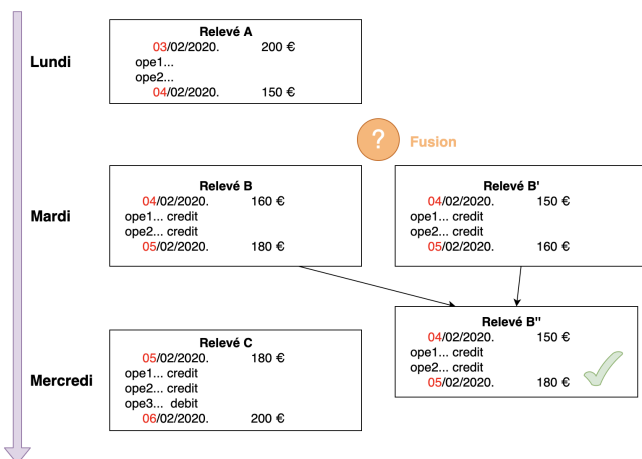 Relevé A
03/02/2020. 200 €
Lundi
ope1...
ope2...
04/02/2020. 150 €
? Fusion
Relevé B
04/02/2020. 160 €
Mardi
ope1... credit
ope2... credit
05/02/2020. 180 €
Relevé B'
04/02/2020. 150 €
ope1... credit
ope2... credit
05/02/2020. 160 €
Relevé B"
04/02/2020. 150 €
ope1... credit
ope2... credit
05/02/2020. 180 €
Relevé C
05/02/2020. 180 €
Mercredi
ope1... credit
ope2... credit
ope3... debit
06/02/2020. 200 €